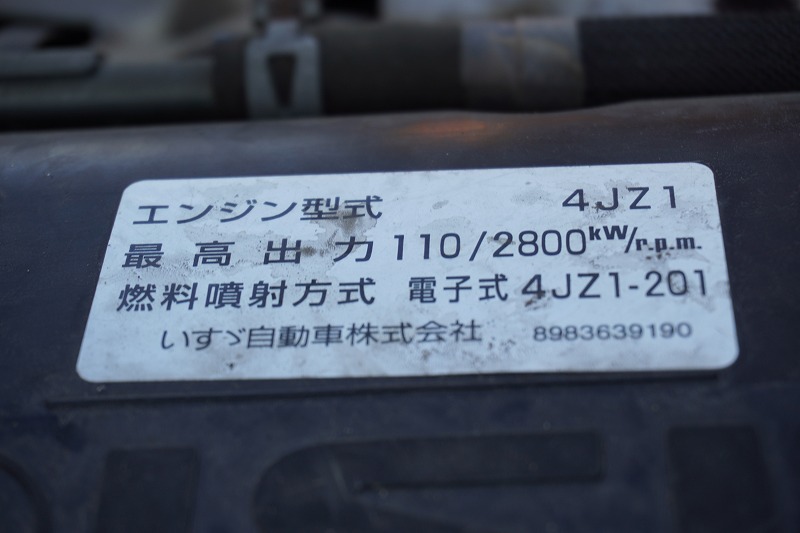 エンジン型式 4JZ1
最高出力 110/2800kW/r.p.m.
燃料噴射方式 電子式 4JZ1-201
いすゞ自動車株式会社 8983639190